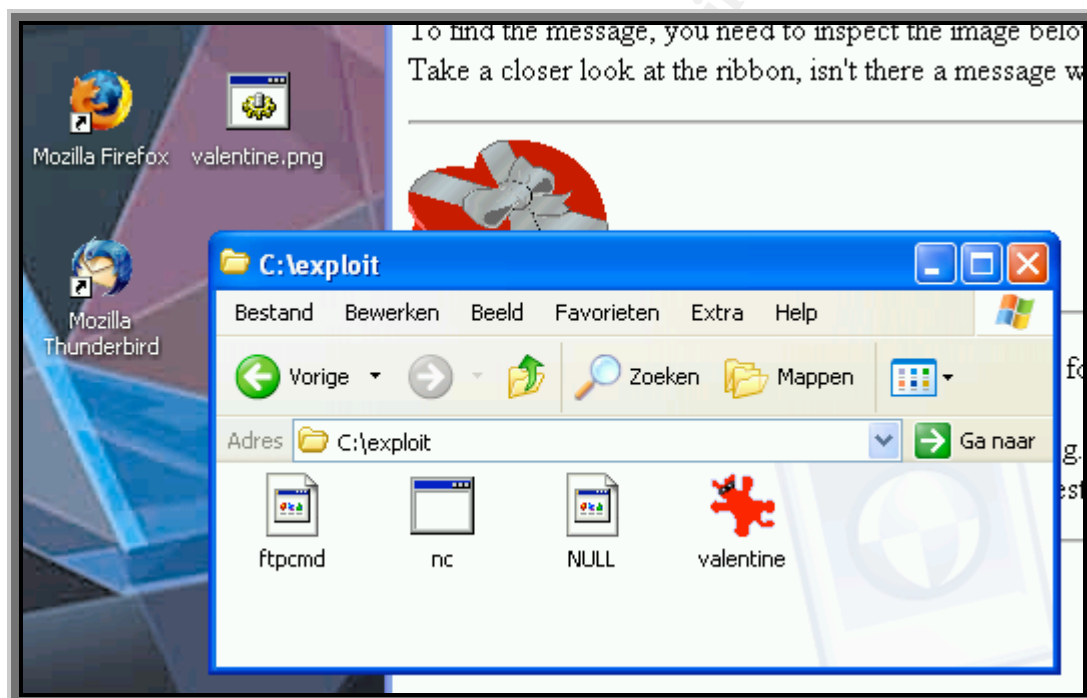 To find the message, you need to inspect the image belo
Take a closer look at the ribbon, isn't there a message w
Mozilla Firefox
valentine.png
Mozilla Thunderbird
C:\exploit
Bestand Bewerken Beeld Favorieten Extra Help
Vorige Zoeken Mappen
Adres C:\exploit Ga naar
ftpcmd nc NULL valentine
fo
g.
est